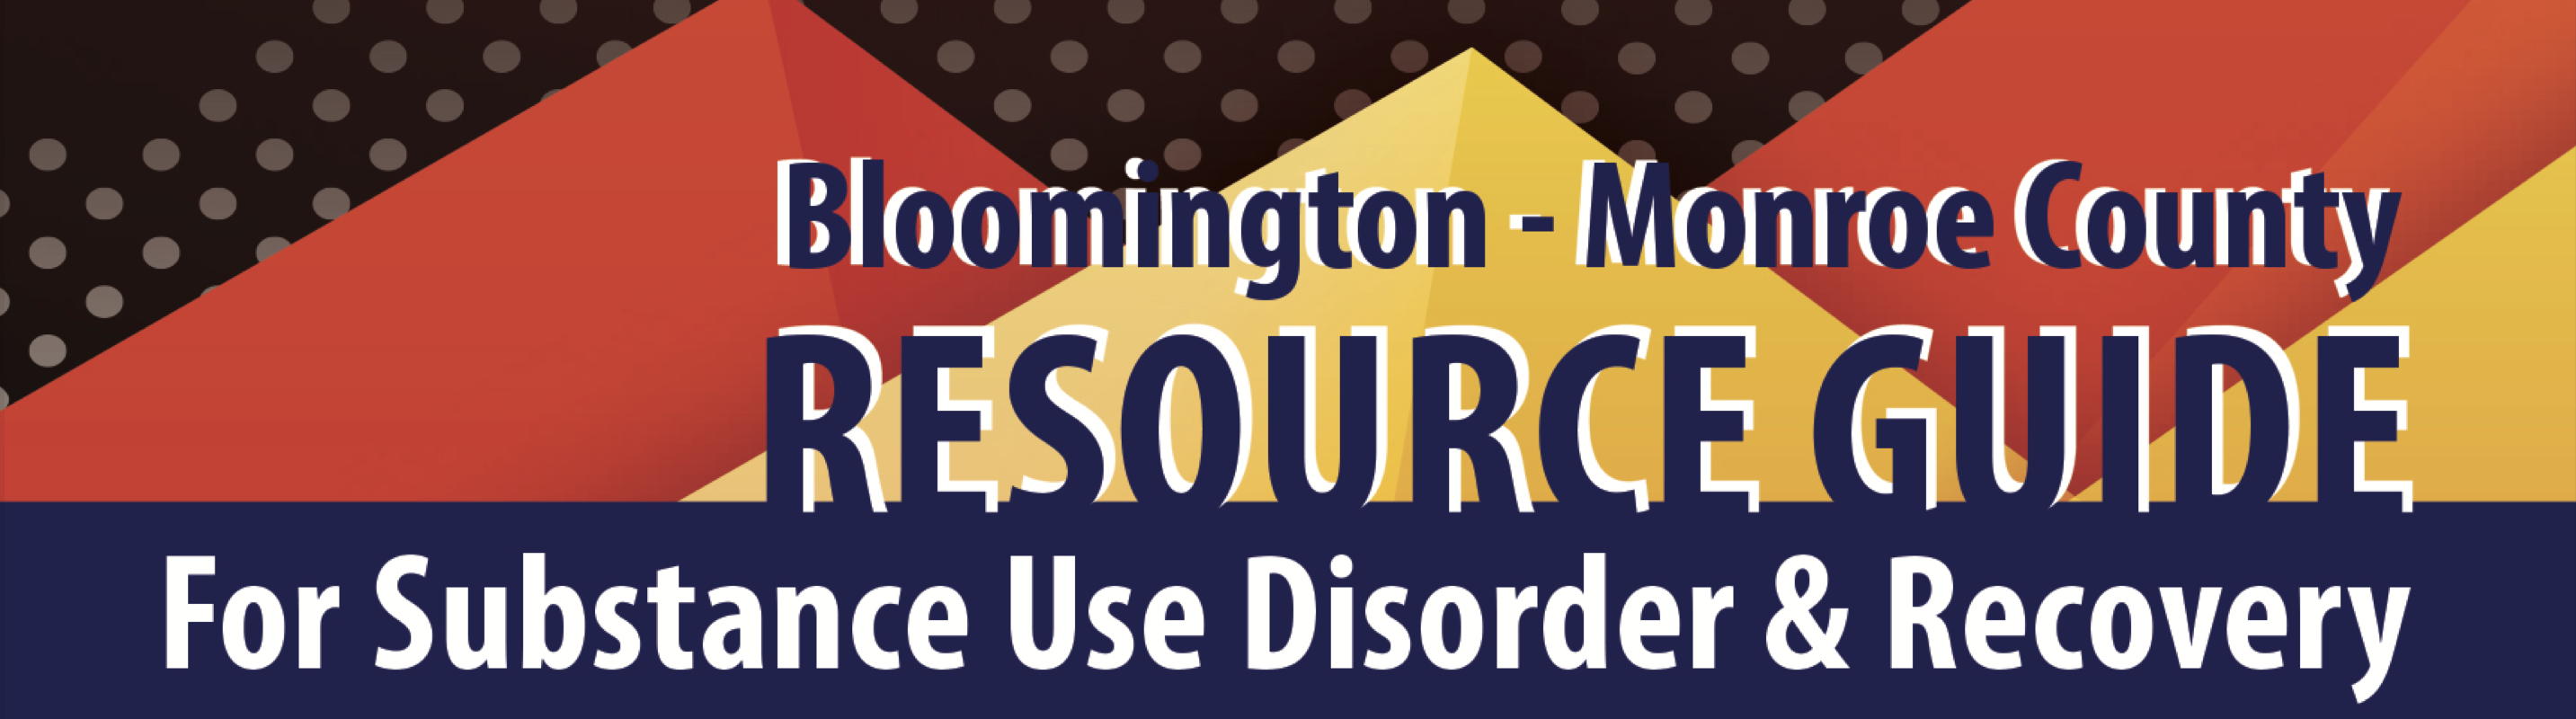 Bloomington - Monroe County
RESOURCE GUIDE
For Substance Use Disorder & Recovery